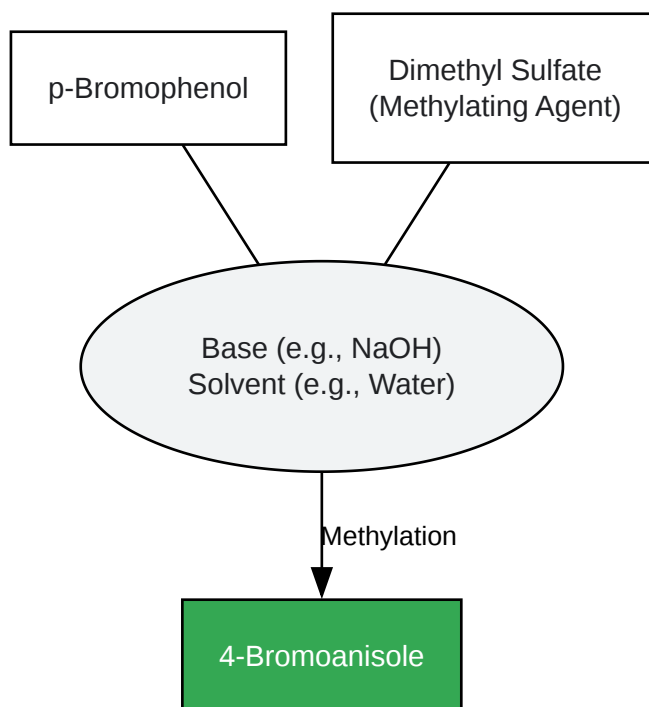 p-Bromophenol
Dimethyl Sulfate
(Methylating Agent)
Base (e.g., NaOH)
Solvent (e.g., Water)
Methylation
4-Bromoanisole